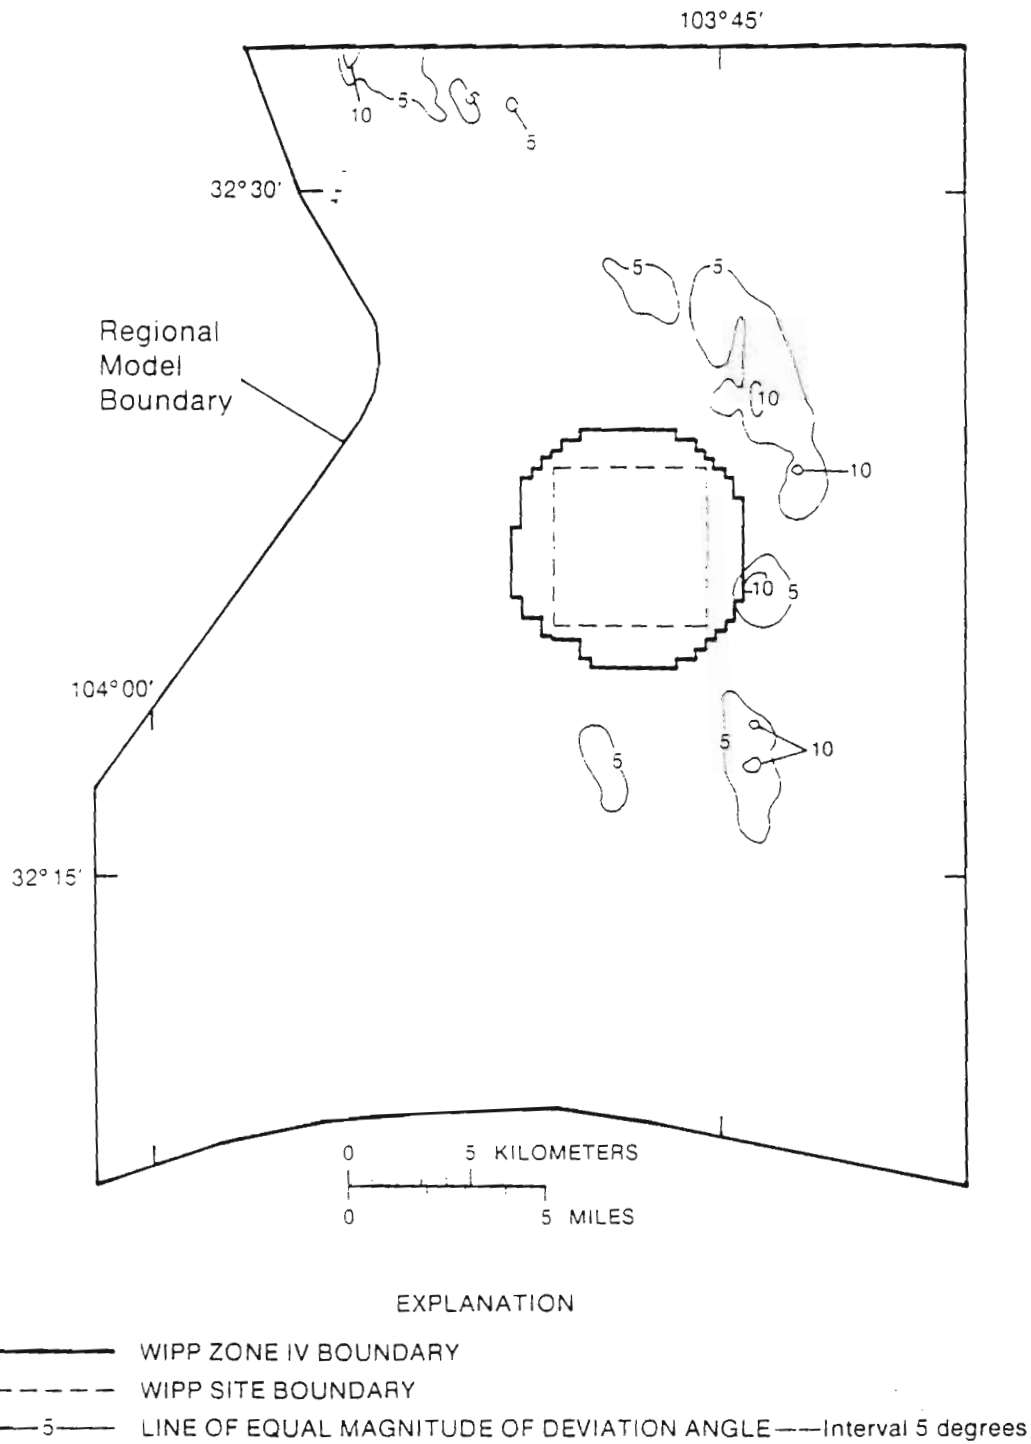 103°45'
10
5
5
5
32°30'
5
5
Regional
Model
Boundary
10
10
10
5
104°00'
5
5
10
32°15'
0 5 KILOMETERS
0 5 MILES
EXPLANATION
WIPP ZONE IV BOUNDARY
WIPP SITE BOUNDARY
5 LINE OF EQUAL MAGNITUDE OF DEVIATION ANGLE——Interval 5 degrees